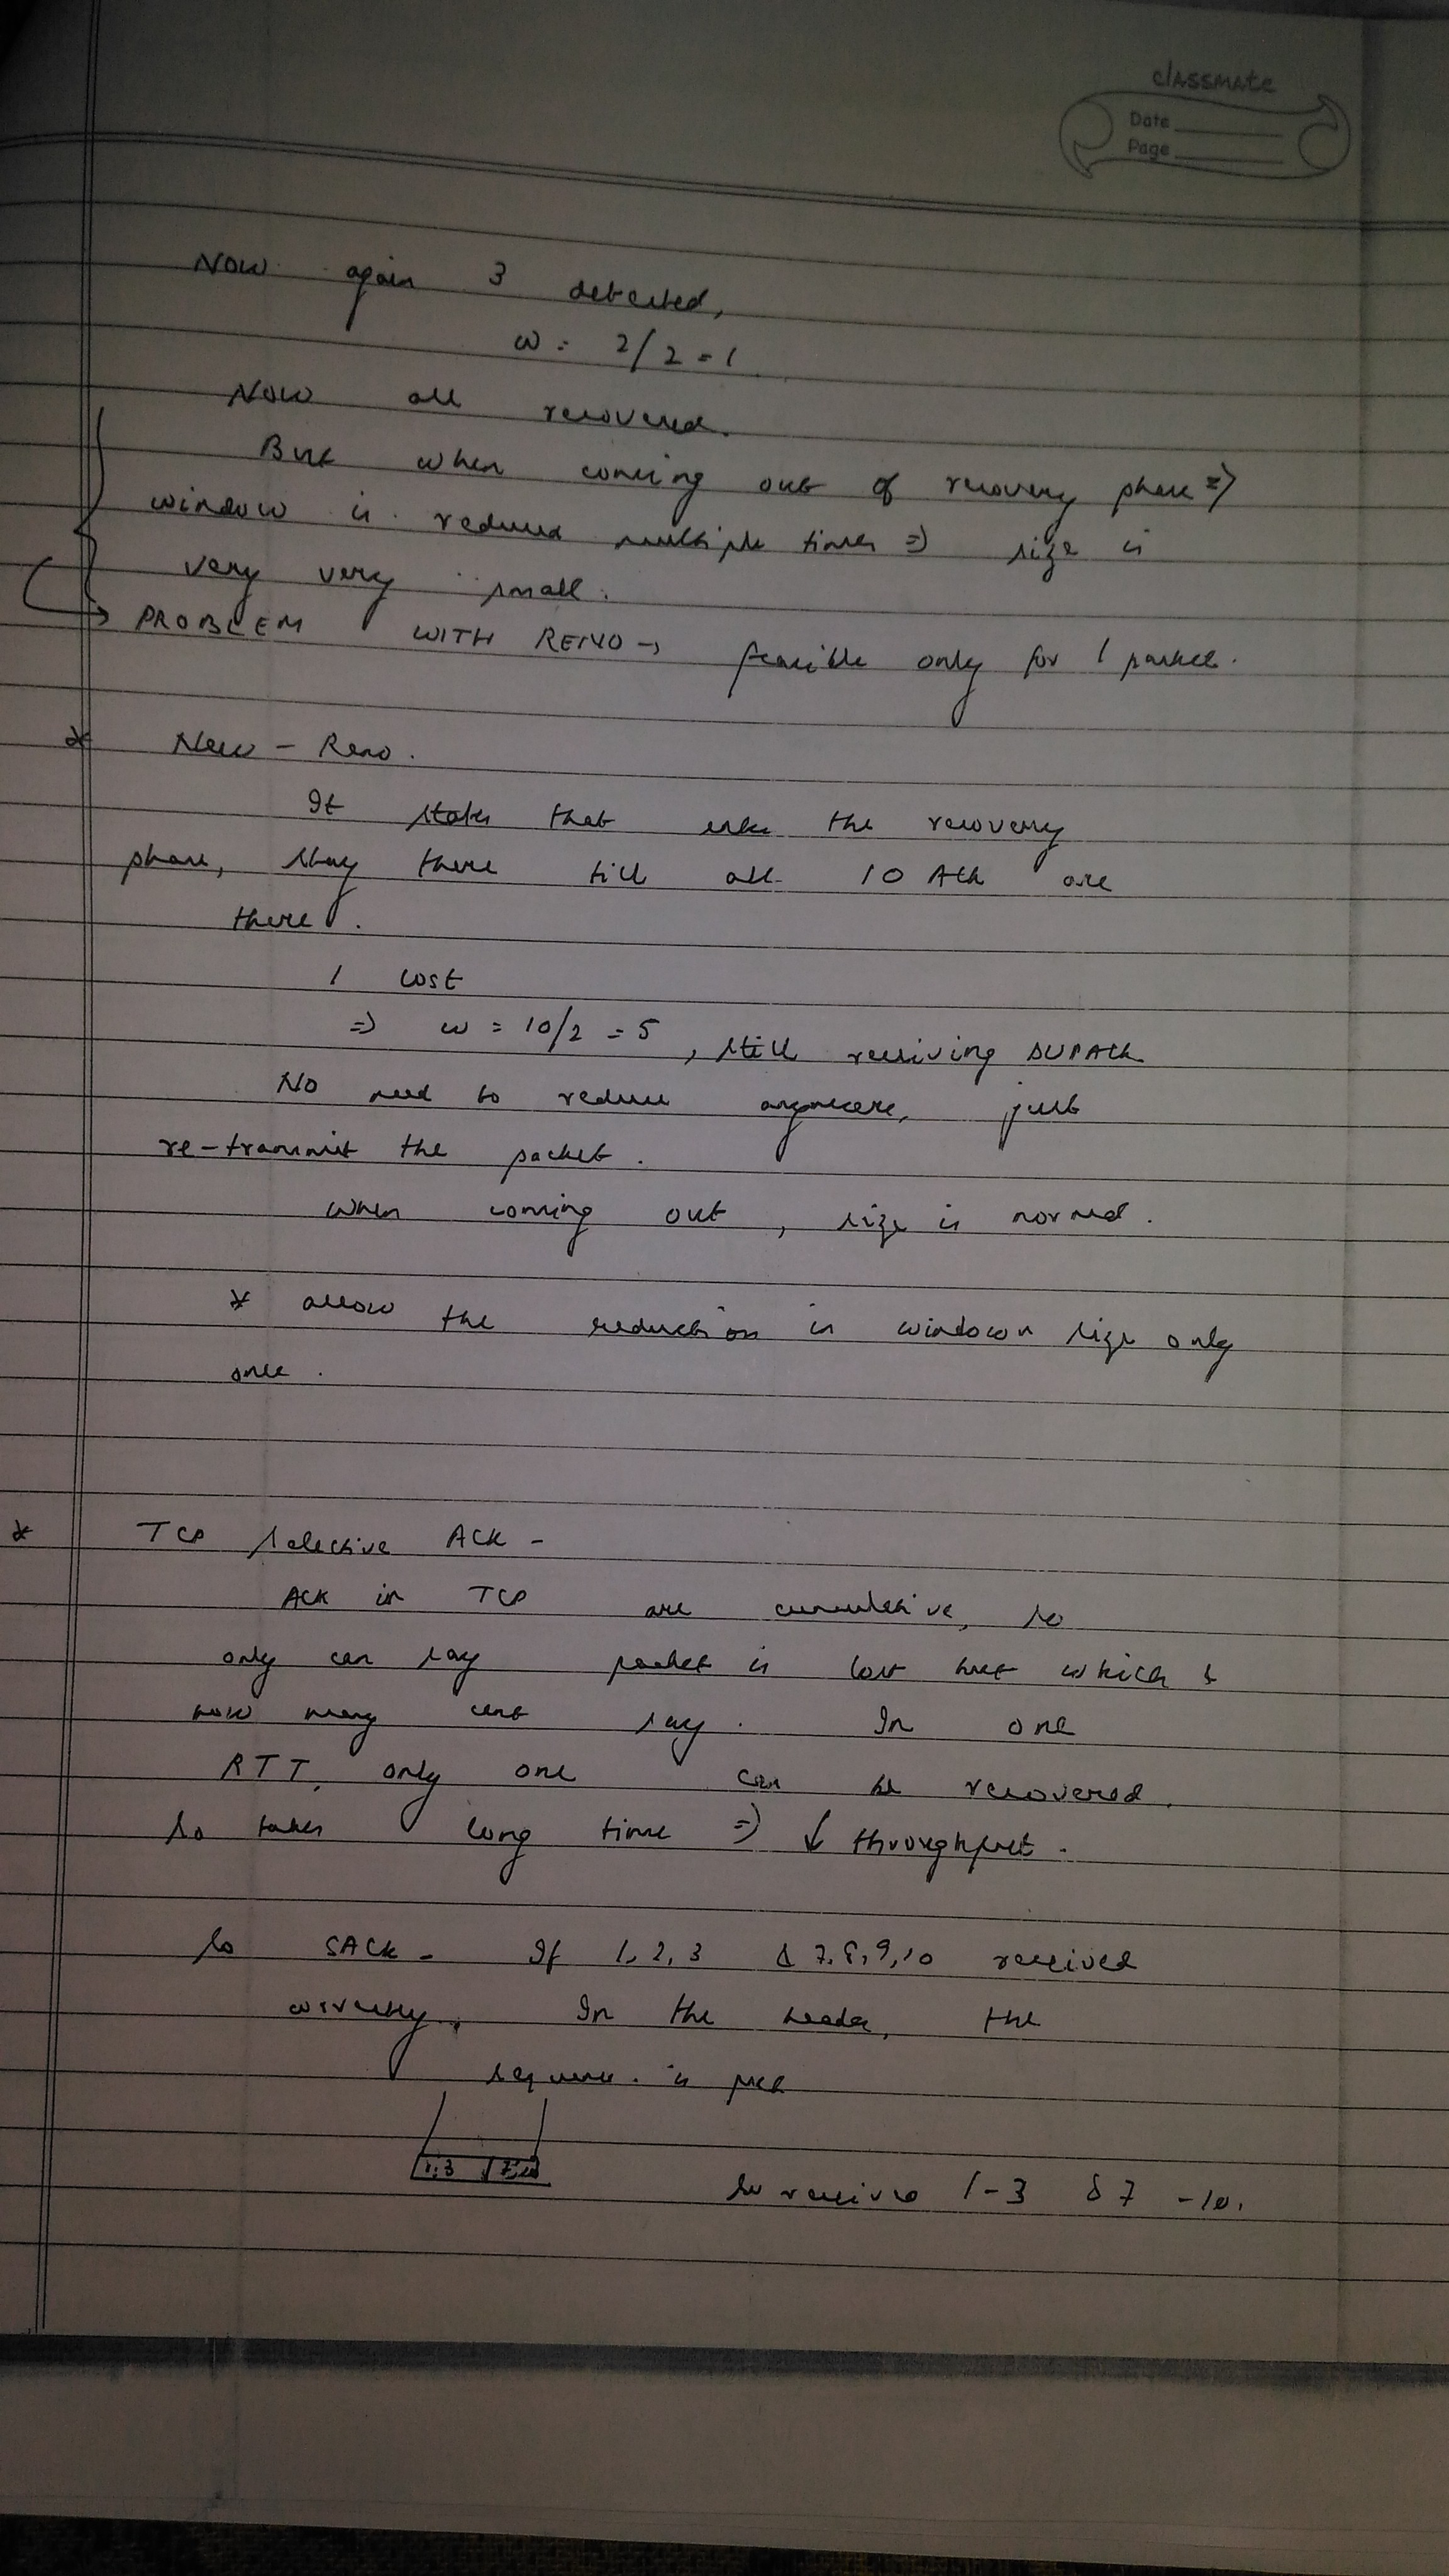 classmate
Date
Page
Now again 3 detected,
w = 2/2 = 1
Now all recovered.
But when coming out of recovery phase ⇒
window is reduced multiple times ⇒ size is
very very small.
PROBLEM WITH RENO → feasible only for 1 packet.
* New - Reno.
It states that enter the recovery
phase, stay there till all 10 ACK are
there.
1 lost
⇒ w = 10/2 = 5, still receiving DUPACK
No need to reduce anymore, just
re-transmit the packet.
when coming out, size is normal.
* allow the reduction in window size only
once.
* TCP Selective ACK -
ACK in TCP are cumulative, so
only can say packet is lost but which &
how many cant say. In one
RTT, only one can be recovered.
So takes long time ⇒ ↓ throughput.
So SACK - If 1, 2, 3 & 7, 8, 9, 10 received
correctly. In the header, the
sequence is put
1,3 7,10
So received 1-3 & 7-10.